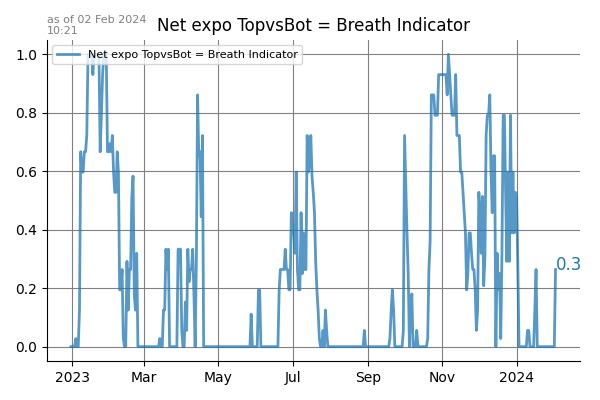 as of 02 Feb 2024
10:21
Net expo TopvsBot = Breath Indicator
Net expo TopvsBot = Breath Indicator
1.0
0.8
0.6
0.4
0.2
0.0
0.3
2023 Mar May Jul Sep Nov 2024